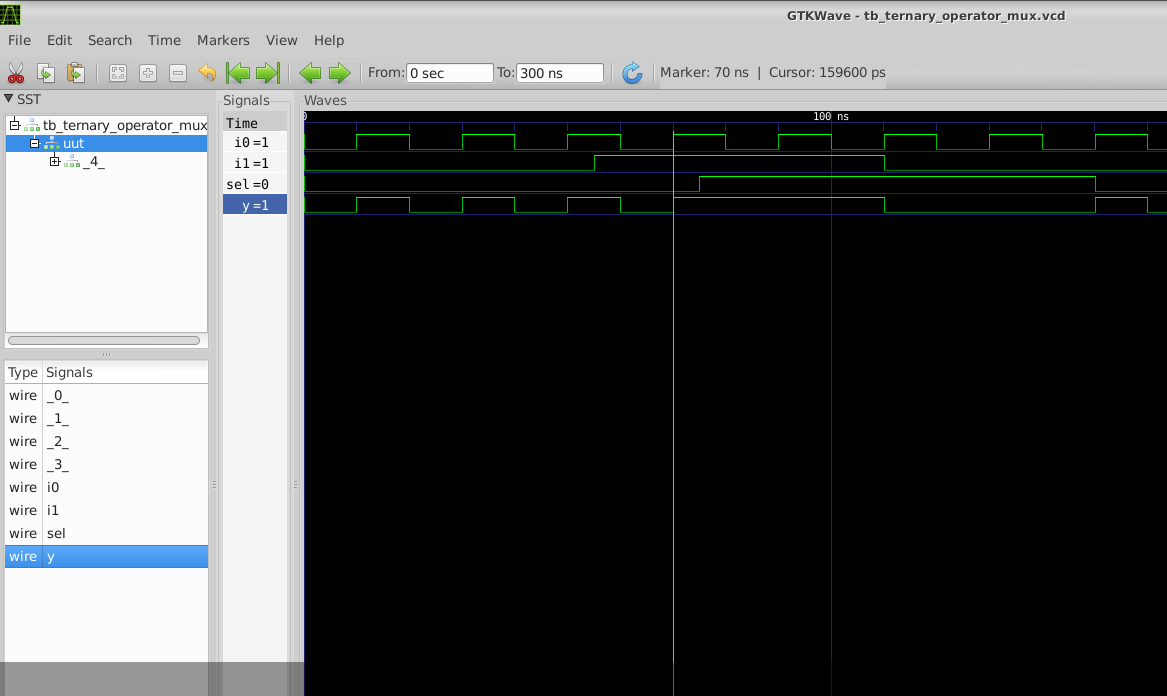 GTKWave - tb_ternary_operator_mux.vcd
File Edit Search Time Markers View Help
From: 0 sec To: 300 ns Marker: 70 ns | Cursor: 159600 ps
SST
tb_ternary_operator_mux
uut
_4_
Type Signals
wire _0_
wire _1_
wire _2_
wire _3_
wire i0
wire i1
wire sel
wire y
Signals
Time
i0=1
i1=1
sel=0
y=1
Waves
0 100 ns